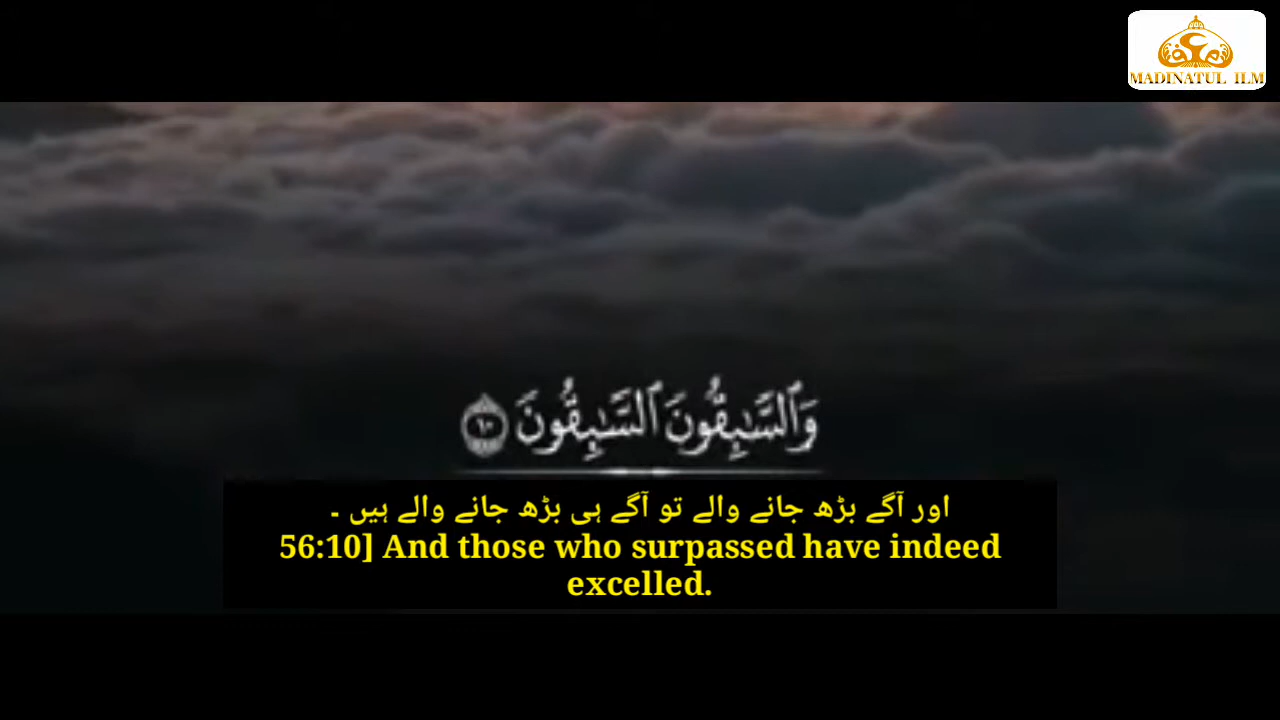 MADINATUL ILM
وَٱلسَّٰبِقُونَ ٱلسَّٰبِقُونَ ١٠
اور آگے بڑھ جانے والے تو آگے ہی بڑھ جانے والے ہیں ۔
56:10] And those who surpassed have indeed
excelled.